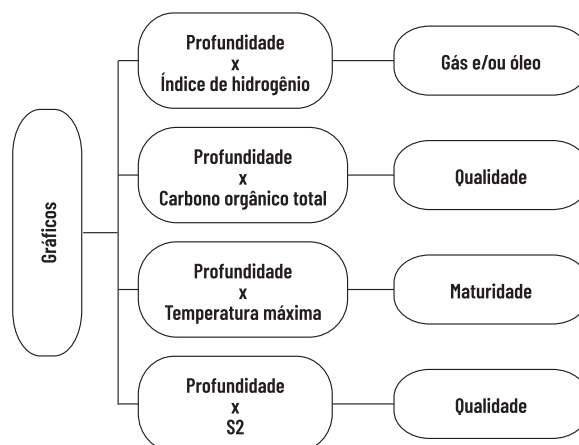 Gráficos
Profundidade
x
Índice de hidrogênio
Gás e/ou óleo
Profundidade
x
Carbono orgânico total
Qualidade
Profundidade
x
Temperatura máxima
Maturidade
Profundidade
x
S2
Qualidade